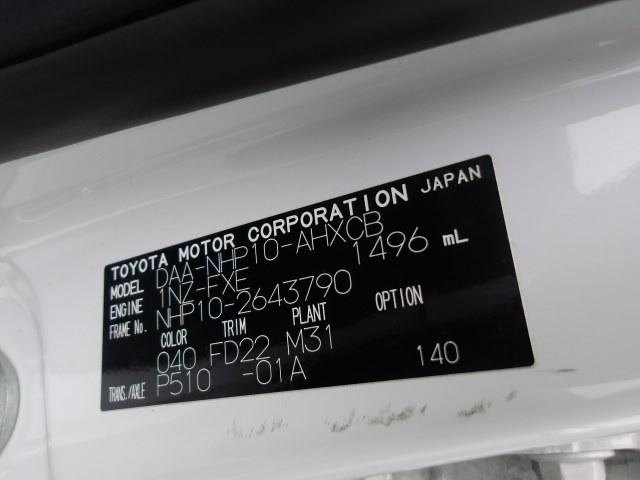 TOYOTA MOTOR CORPORATION JAPAN
MODEL DAA-NHP10-AHXCB
ENGINE 1NZ-FXE 1496 mL
FRAME No. NHP10-2643790
COLOR TRIM PLANT OPTION
040 FD22 M31
TRANS./AXLE P510 -01A 140